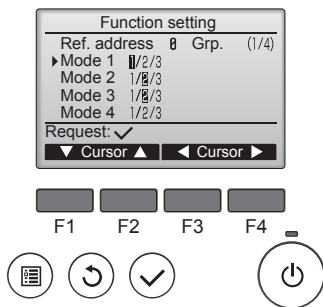 Function setting
Ref. address 0 Grp. (1/4)
Mode 1 1/2/3
Mode 2 1/2/3
Mode 3 1/2/3
Mode 4 1/2/3
Request: ✓
▼ Cursor ▲ ◀ Cursor ▶
F1 F2 F3 F4